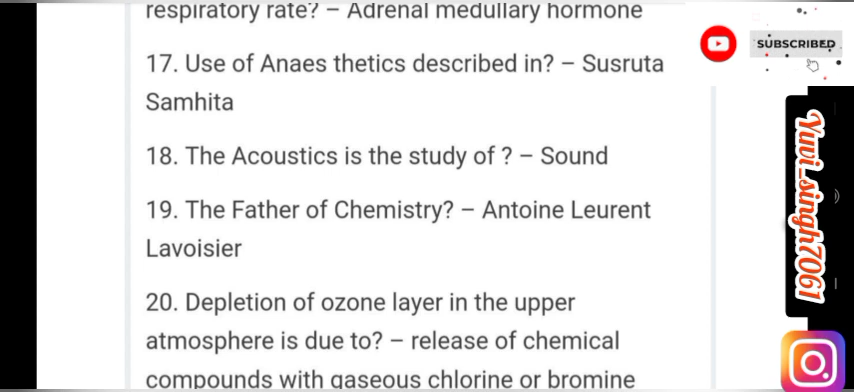 respiratory rate? – Adrenal medullary hormone
17. Use of Anaes thetics described in? – Susruta
Samhita
18. The Acoustics is the study of ? – Sound
19. The Father of Chemistry? – Antoine Leurent
Lavoisier
20. Depletion of ozone layer in the upper
atmosphere is due to? – release of chemical
compounds with gaseous chlorine or bromine
SUBSCRIBED
Yuvi_singh7061